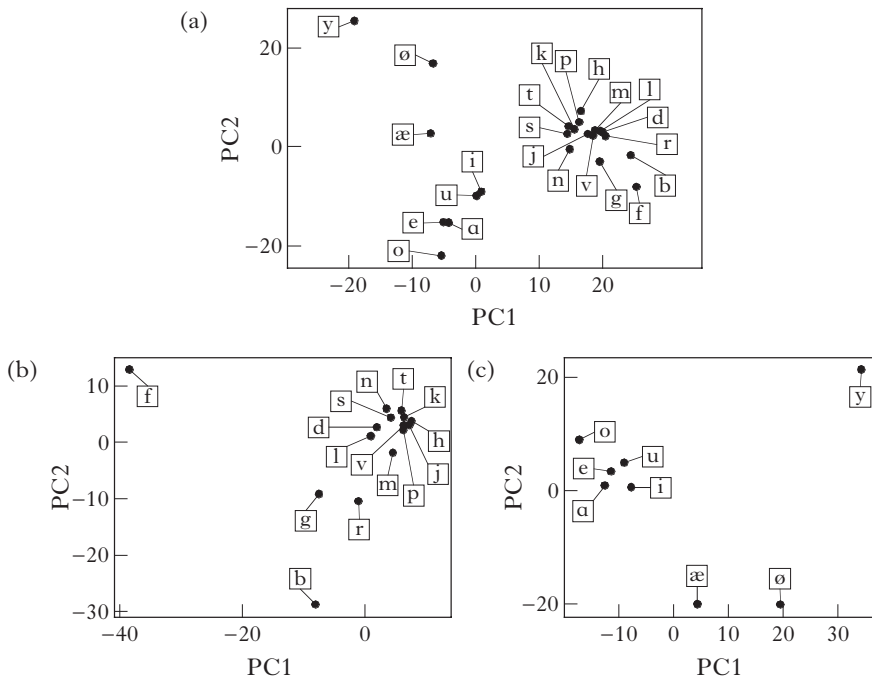 (a)
y
ø
k
p
h
m
l
t
d
s
r
æ
j
i
n
v
g
b
f
u
e
ɑ
o
20
0
−20
PC2
−20 −10 0 10 20
PC1
(b)
f
n
t
s
k
d
h
l
v
j
m
p
g
r
b
10
0
−10
−20
−30
PC2
−40 −20 0
PC1
(c)
y
o
u
e
i
ɑ
æ
ø
20
0
−20
PC2
−10 0 10 20 30
PC1